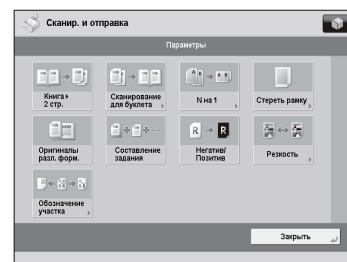 Сканир. и отправка
Параметры
Книга▸
2 стр.
Сканирование
для буклета
N на 1
Стереть рамку
Оригиналы
разл. форм.
Составление
задания
Негатив/
Позитив
Резкость
Обозначение
участка
Закрыть